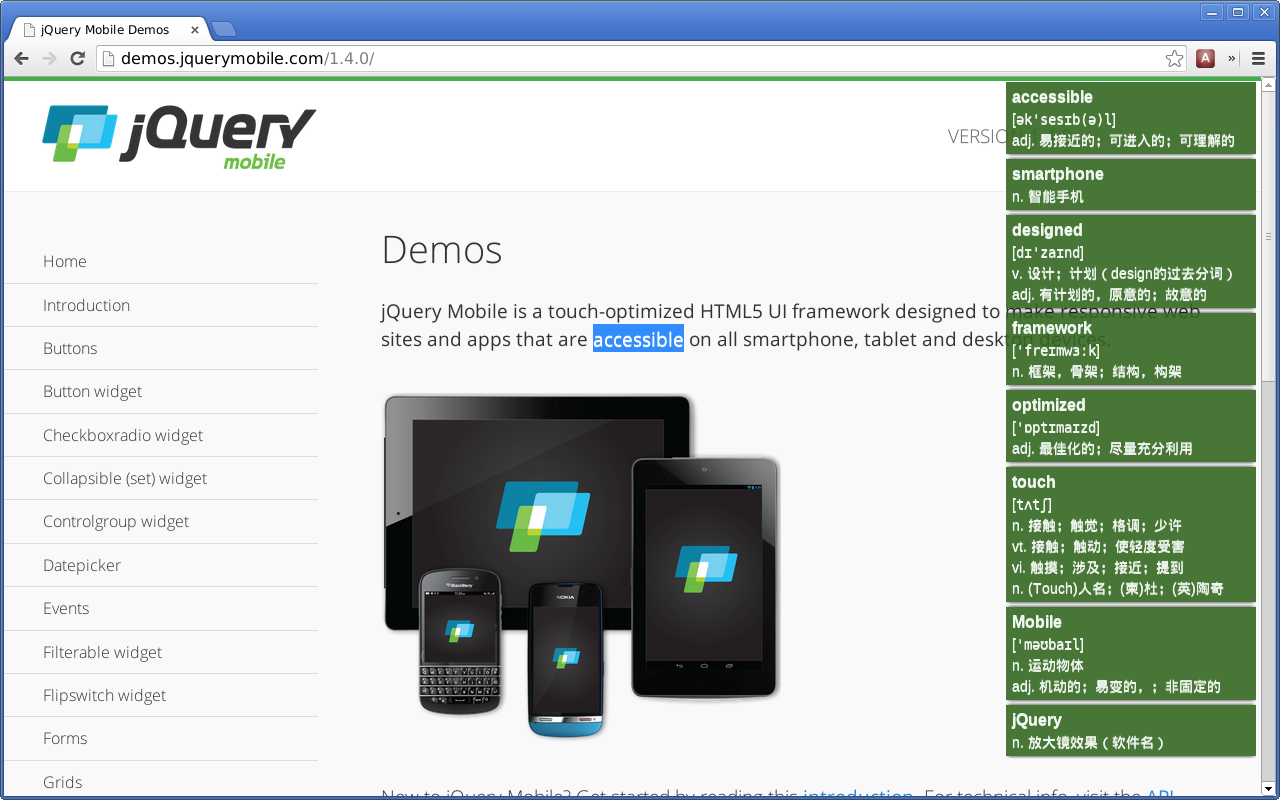 jQuery Mobile Demos
demos.jquerymobile.com/1.4.0/
A
»
jQuery
mobile
VERSIO
Home
Introduction
Buttons
Button widget
Checkboxradio widget
Collapsible (set) widget
Controlgroup widget
Datepicker
Events
Filterable widget
Flipswitch widget
Forms
Grids
Demos
jQuery Mobile is a touch-optimized HTML5 UI framework designed to make responsive web
sites and apps that are accessible on all smartphone, tablet and desktop devices.
BlackBerry
NOKIA
New to jQuery Mobile? Get started by reading this introduction. For technical info, visit the API
accessible
[əkˈsesɪb(ə)l]
adj. 易接近的；可进入的；可理解的
smartphone
n. 智能手机
designed
[dɪˈzaɪnd]
v. 设计；计划（design的过去分词）
adj. 有计划的，原意的；故意的
framework
[ˈfreɪmwɜːk]
n. 框架，骨架；结构，构架
optimized
[ˈɒptɪmaɪzd]
adj. 最佳化的；尽量充分利用
touch
[tʌtʃ]
n. 接触；触觉；格调；少许
vt. 接触；触动；使轻度受害
vi. 触摸；涉及；接近；提到
n. (Touch)人名；(柬)杜；(英)陶奇
Mobile
[ˈməʊbaɪl]
n. 运动物体
adj. 机动的；易变的，；非固定的
jQuery
n. 放大镜效果（软件名）